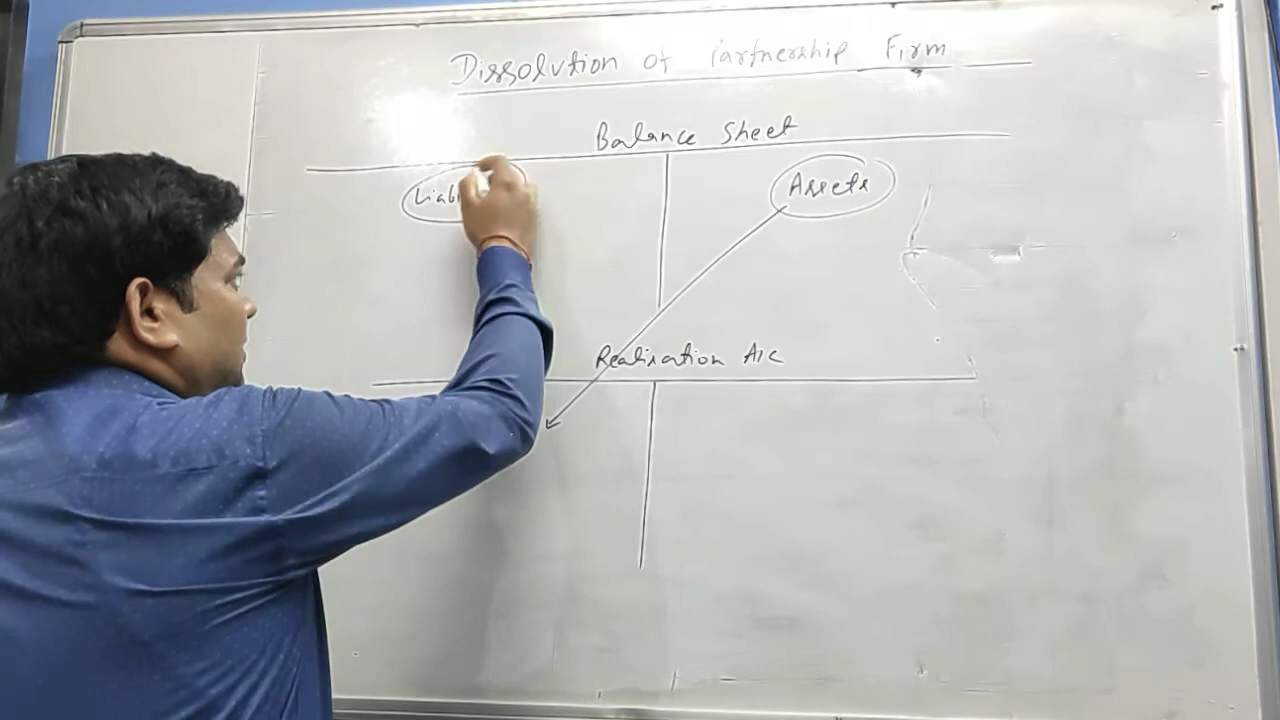 Dissolution of Partnership Firm
Balance Sheet
Assets
Realisation A/c